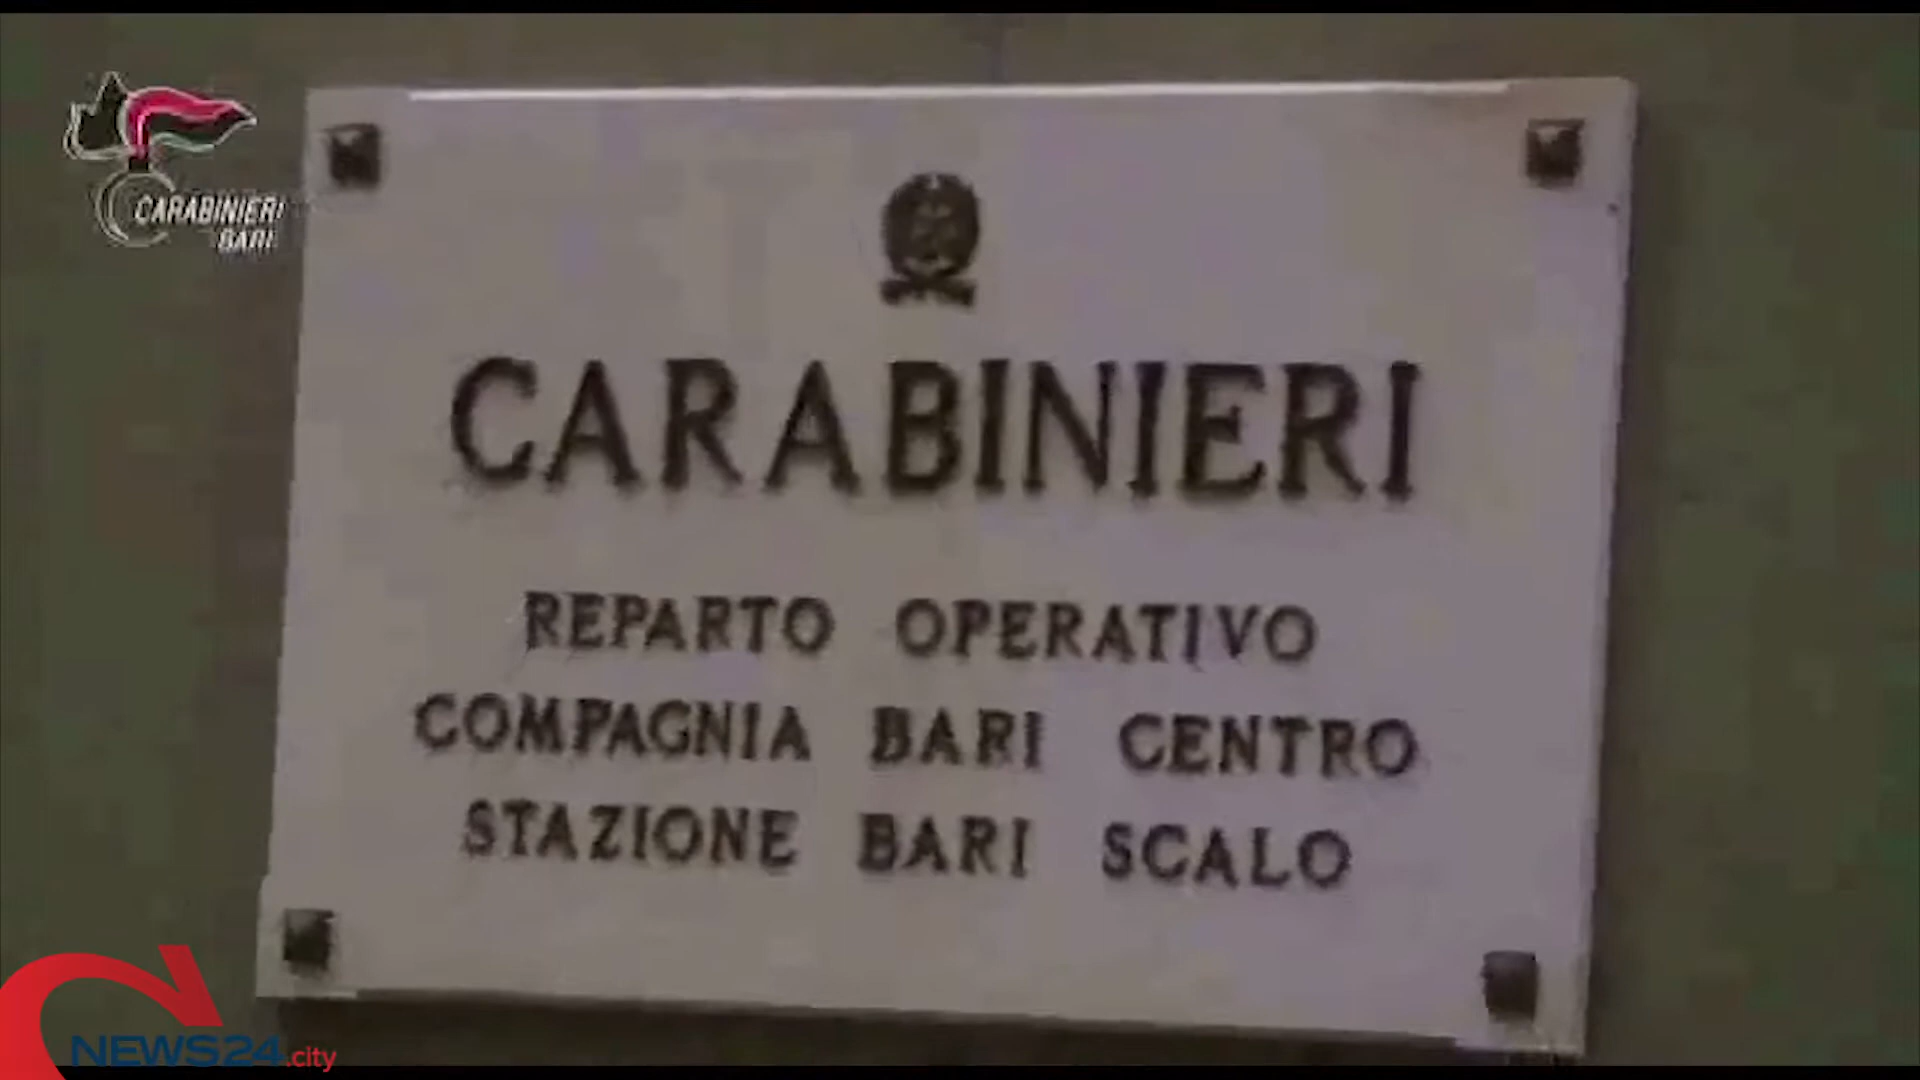 CARABINIERI
BARI
CARABINIERI
REPARTO OPERATIVO
COMPAGNIA BARI CENTRO
STAZIONE BARI SCALO
NEWS24.city